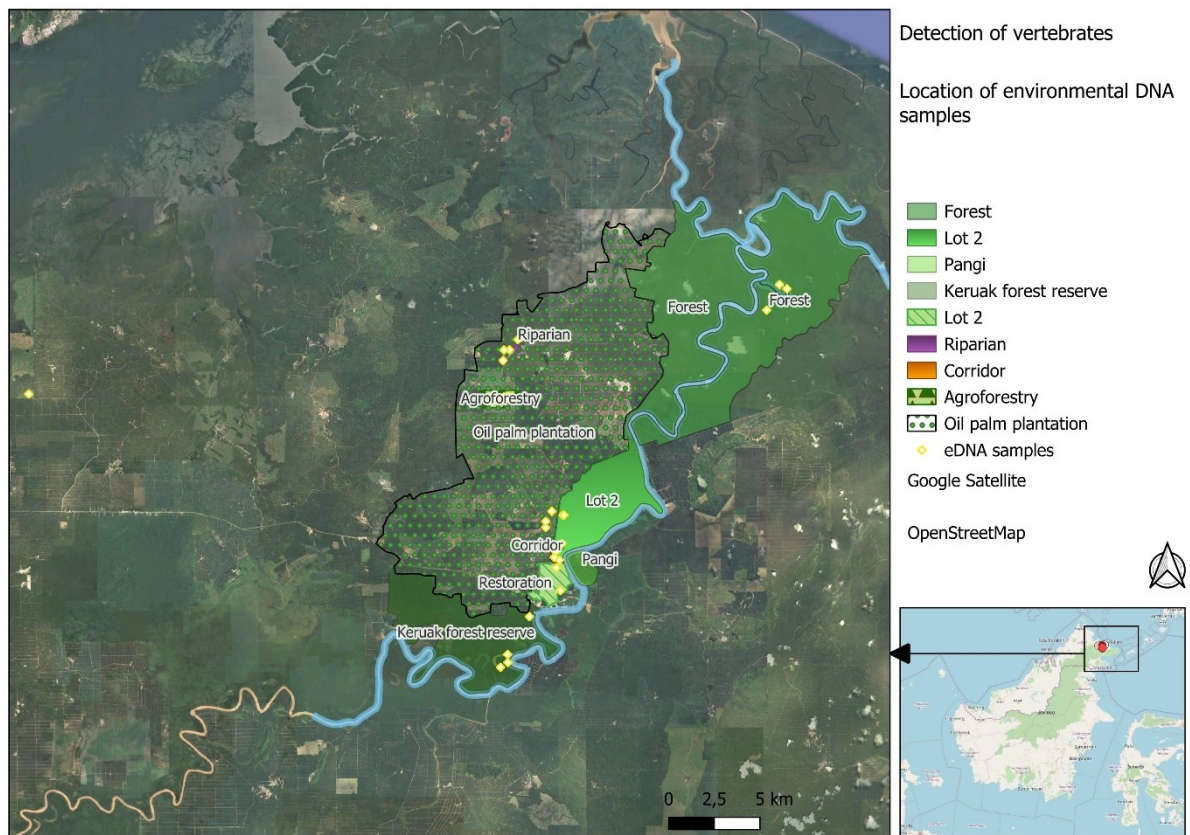 Detection of vertebrates
Location of environmental DNA
samples
Forest
Lot 2
Pangi
Keruak forest reserve
Lot 2
Riparian
Corridor
Agroforestry
Oil palm plantation
eDNA samples
Google Satellite
OpenStreetMap
Forest
Forest
Riparian
Agroforestry
Oil palm plantation
Lot 2
Corridor
Pangi
Restoration
Keruak forest reserve
0 2,5 5 km
Borneo